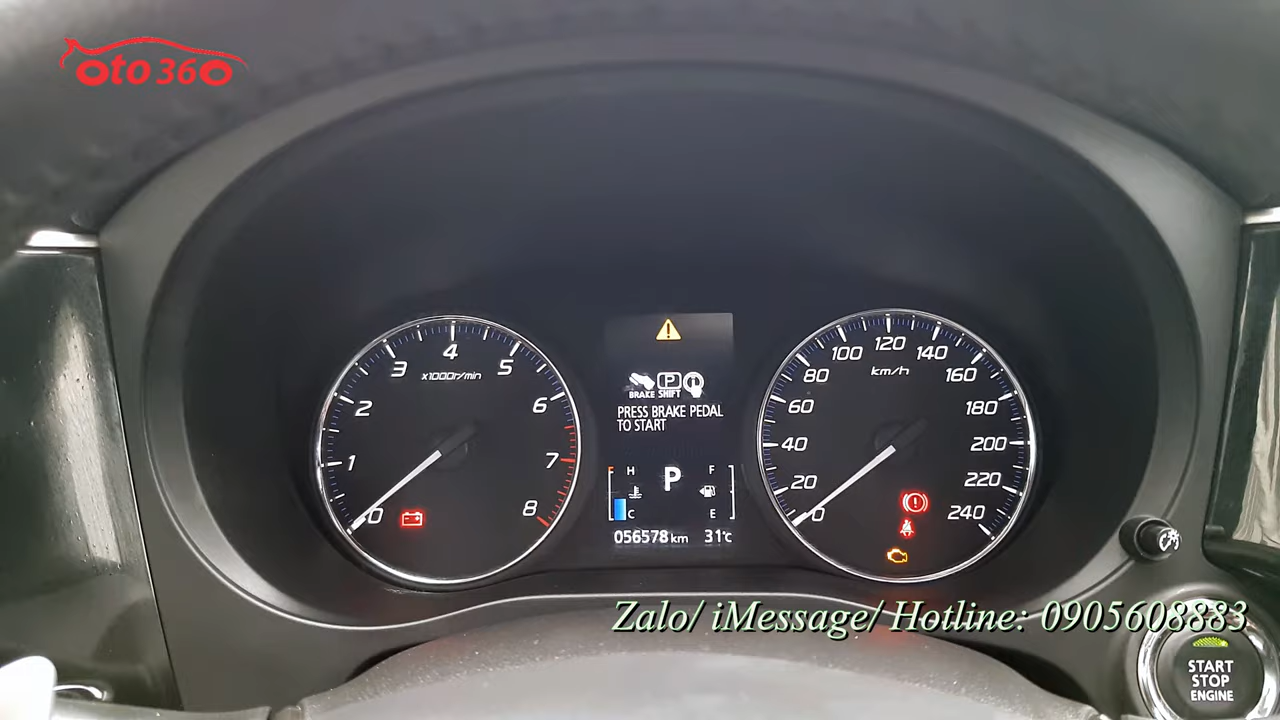 oto 360
0
1
2
3
4
5
6
7
8
x1000r/min
BRAKE SHIFT
P
PRESS BRAKE PEDAL
TO START
H
C
P
F
E
056578 km
31°C
0
20
40
60
80
100
120
140
160
180
200
220
240
km/h
Zalo/ iMessage/ Hotline: 0905608883
START
STOP
ENGINE